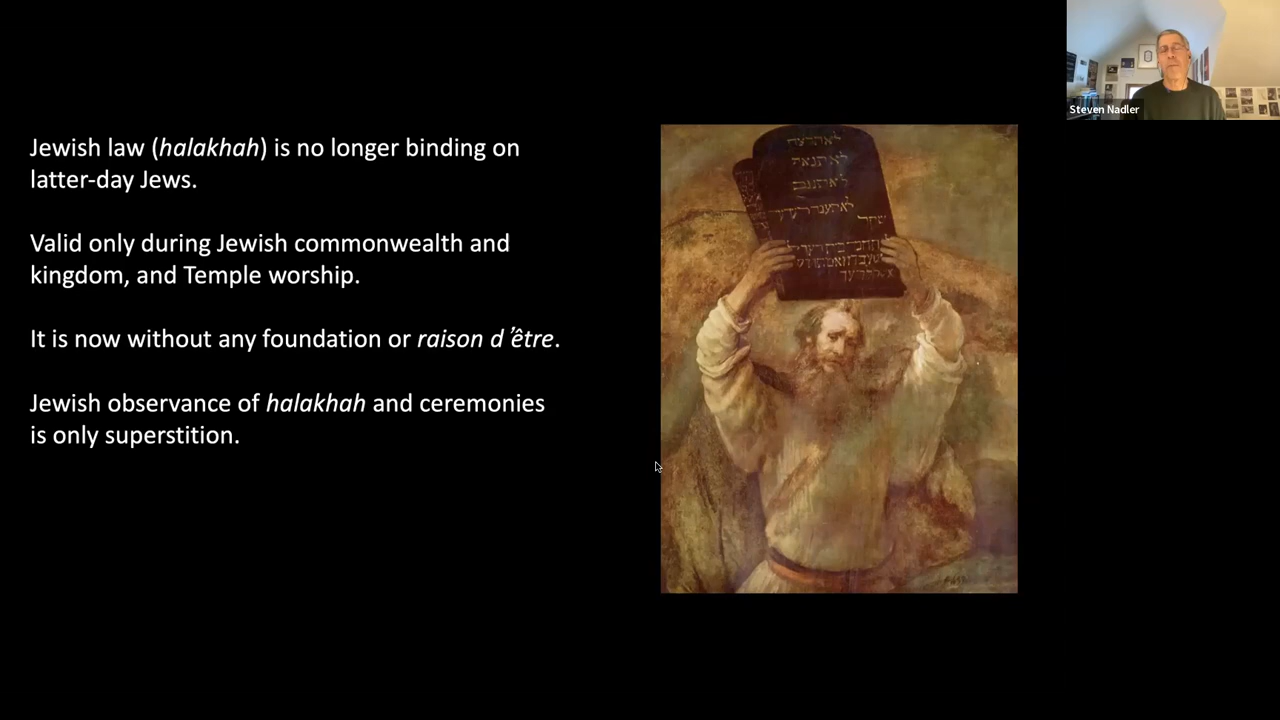 Jewish law (halakhah) is no longer binding on
latter-day Jews.
Valid only during Jewish commonwealth and
kingdom, and Temple worship.
It is now without any foundation or raison d’être.
Jewish observance of halakhah and ceremonies
is only superstition.
Steven Nadler